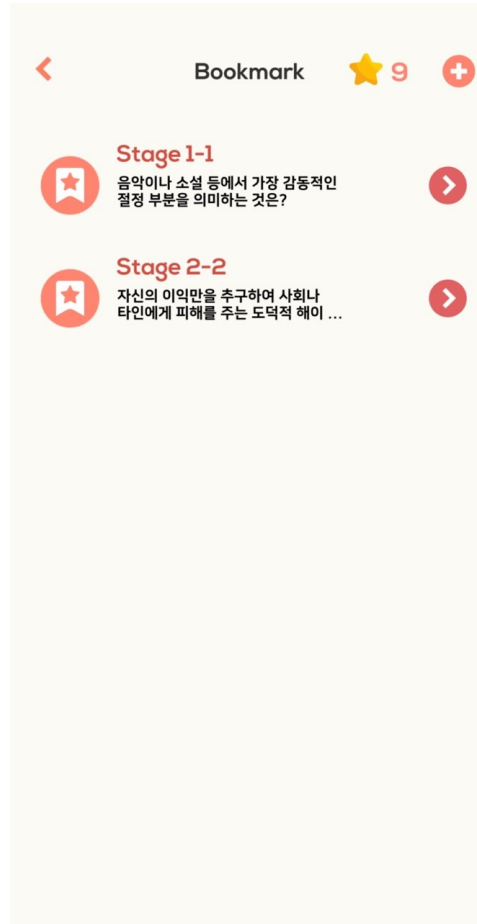 Bookmark 9
Stage 1-1
음악이나 소설 등에서 가장 감동적인
절정 부분을 의미하는 것은?
Stage 2-2
자신의 이익만을 추구하여 사회나
타인에게 피해를 주는 도덕적 해이 ...